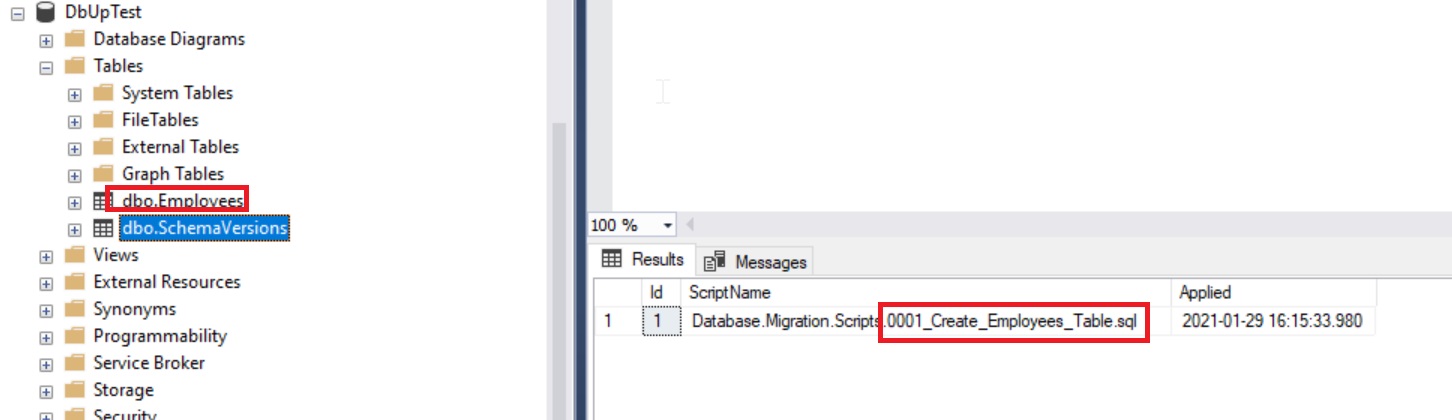 DbUpTest
Database Diagrams
Tables
System Tables
FileTables
External Tables
Graph Tables
dbo.Employees
dbo.SchemaVersions
Views
External Resources
Synonyms
Programmability
Service Broker
Storage
Security
100 %
Results Messages
Id ScriptName Applied
1 1 Database.Migration.Scripts.0001_Create_Employees_Table.sql 2021-01-29 16:15:33.980